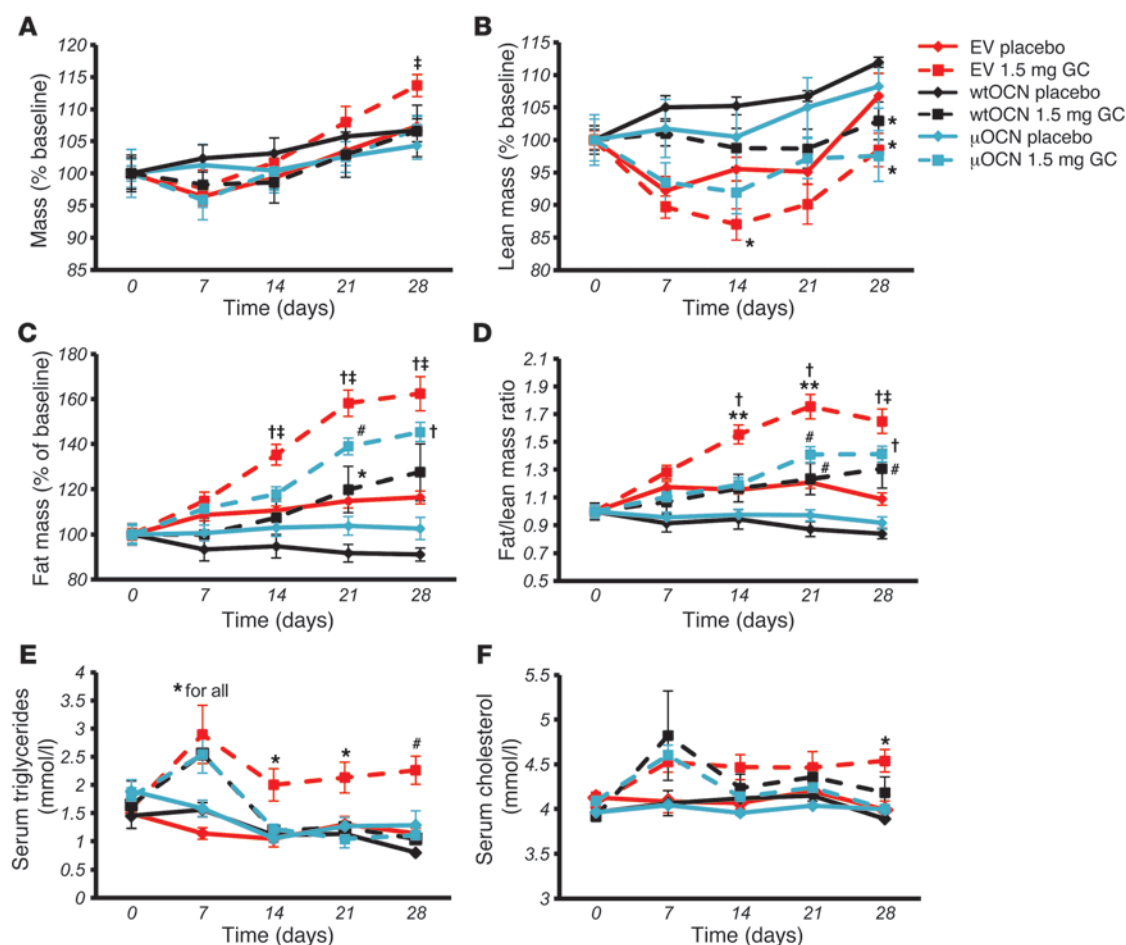 A
Mass (% baseline)
120
115
110
105
100
95
90
85
‡
0 7 14 21 28
Time (days)
B
Lean mass (% baseline)
115
110
105
100
95
90
85
80
*
*
*
*
0 7 14 21 28
Time (days)
EV placebo
EV 1.5 mg GC
wtOCN placebo
wtOCN 1.5 mg GC
µOCN placebo
µOCN 1.5 mg GC
C
Fat mass (% of baseline)
180
160
140
120
100
80
†‡
†‡
†‡
#
†
*
0 7 14 21 28
Time (days)
D
Fat/lean mass ratio
2.1
1.9
1.7
1.5
1.3
1.1
0.9
0.7
0.5
†
**
†
**
†‡
#
†
#
#
0 7 14 21 28
Time (days)
E
Serum triglycerides
(mmol/l)
4
3.5
3
2.5
2
1.5
1
0.5
0
* for all
*
*
#
0 7 14 21 28
Time (days)
F
Serum cholesterol
(mmol/l)
5.5
5
4.5
4
3.5
3
*
0 7 14 21 28
Time (days)